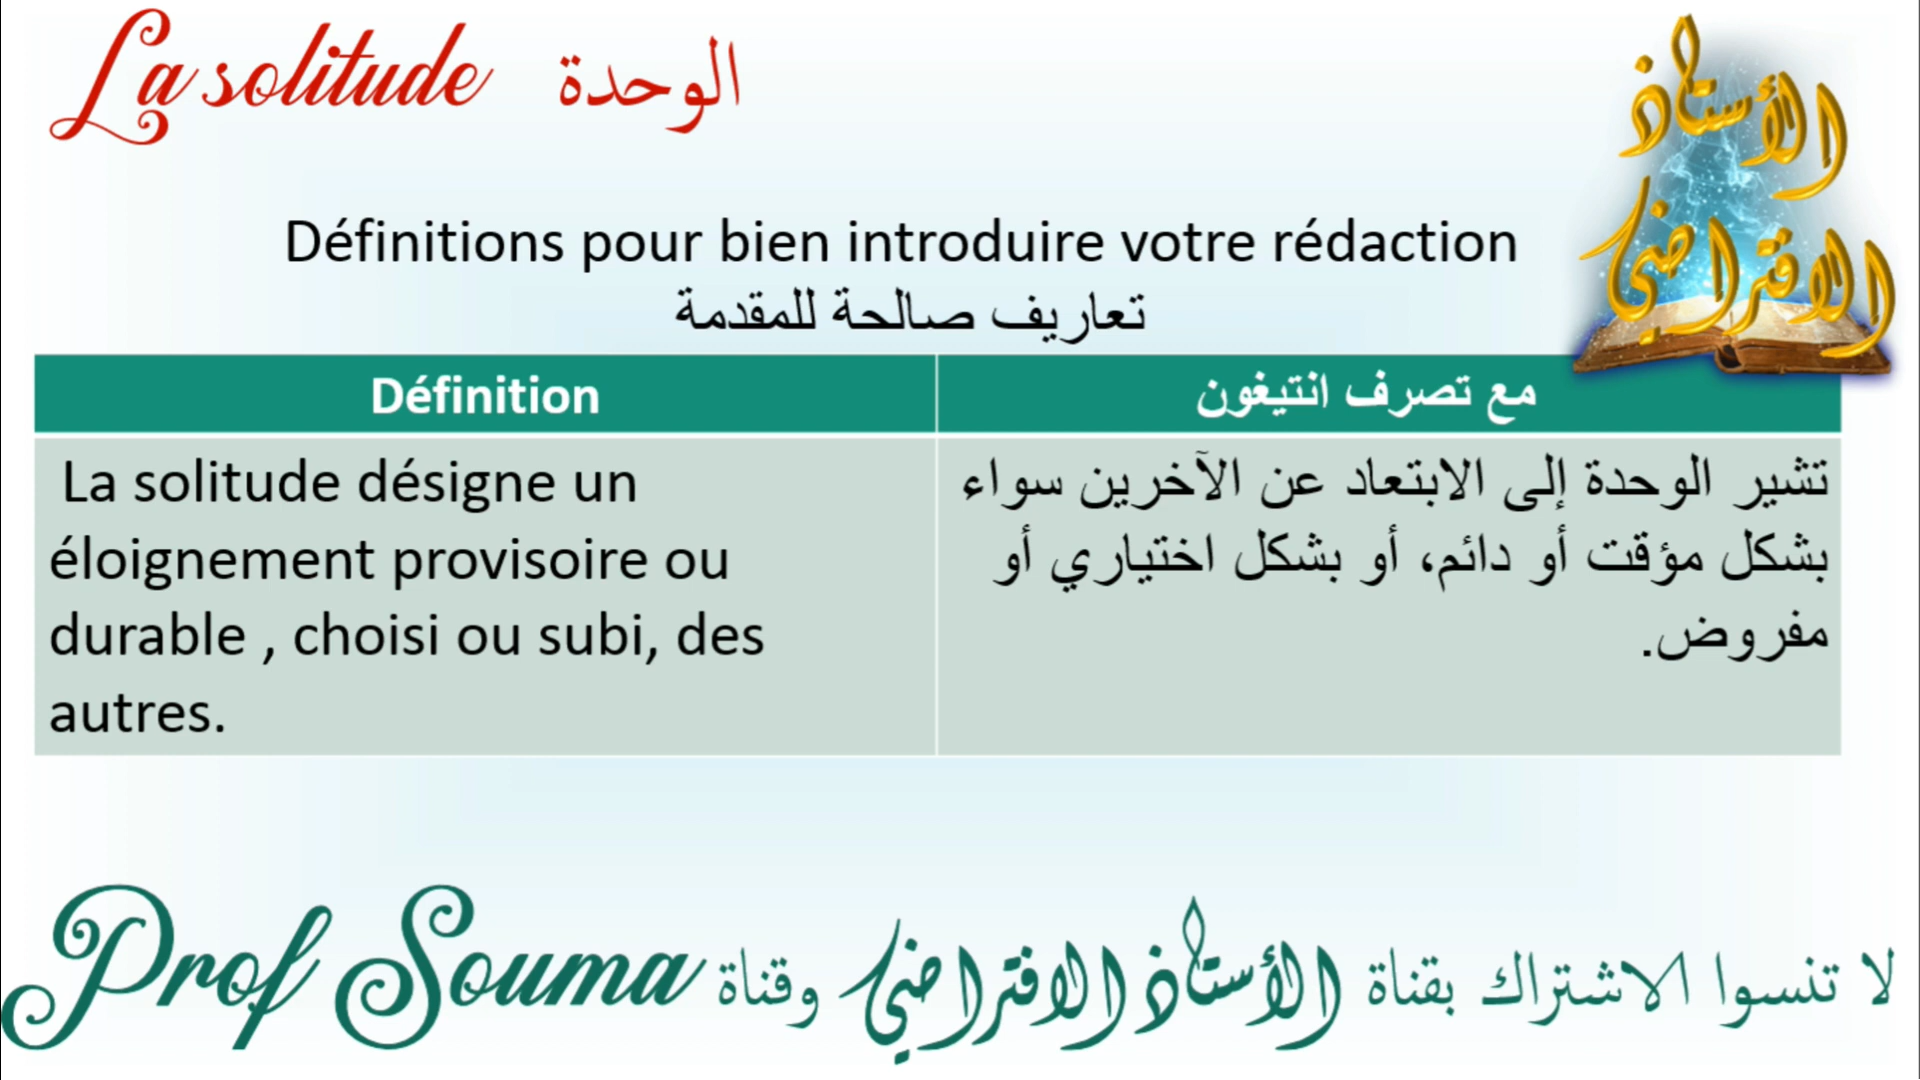 La solitude الوحدة
الأستاذ
الافتراضي
Définitions pour bien introduire votre rédaction
تعاريف صالحة للمقدمة
Définition
مع تصرف انتيغون
La solitude désigne un
éloignement provisoire ou
durable , choisi ou subi, des
autres.
تشير الوحدة إلى الابتعاد عن الآخرين سواء
بشكل مؤقت أو دائم، أو بشكل اختياري أو
مفروض.
لا تنسوا الاشتراك بقناة الأستاذ الافتراضي وقناة Prof Souma